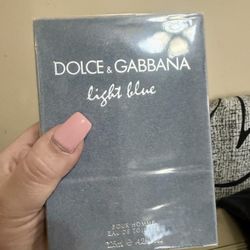 DOLCE & GABBANA
light blue
POUR HOMME
EAU DE TOILETTE